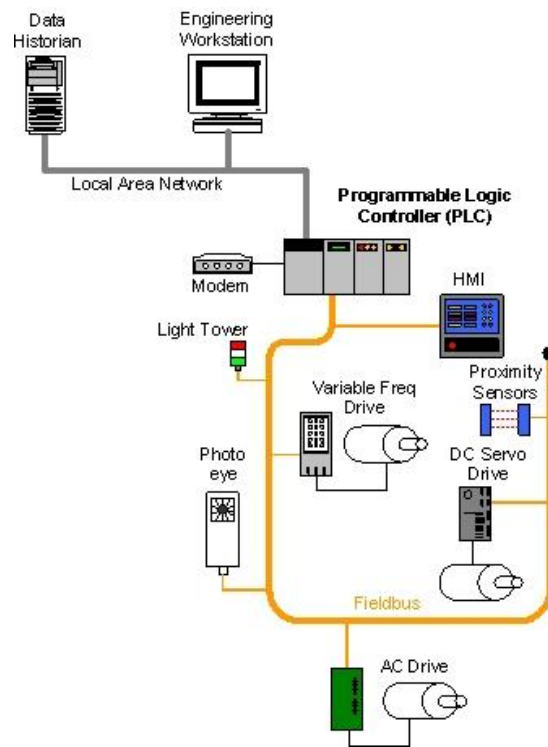 Data
Historian
Engineering
Workstation
Local Area Network
Programmable Logic
Controller (PLC)
Modem
HMI
Light Tower
Variable Freq
Drive
Proximity
Sensors
Photo
eye
DC Servo
Drive
Fieldbus
AC Drive